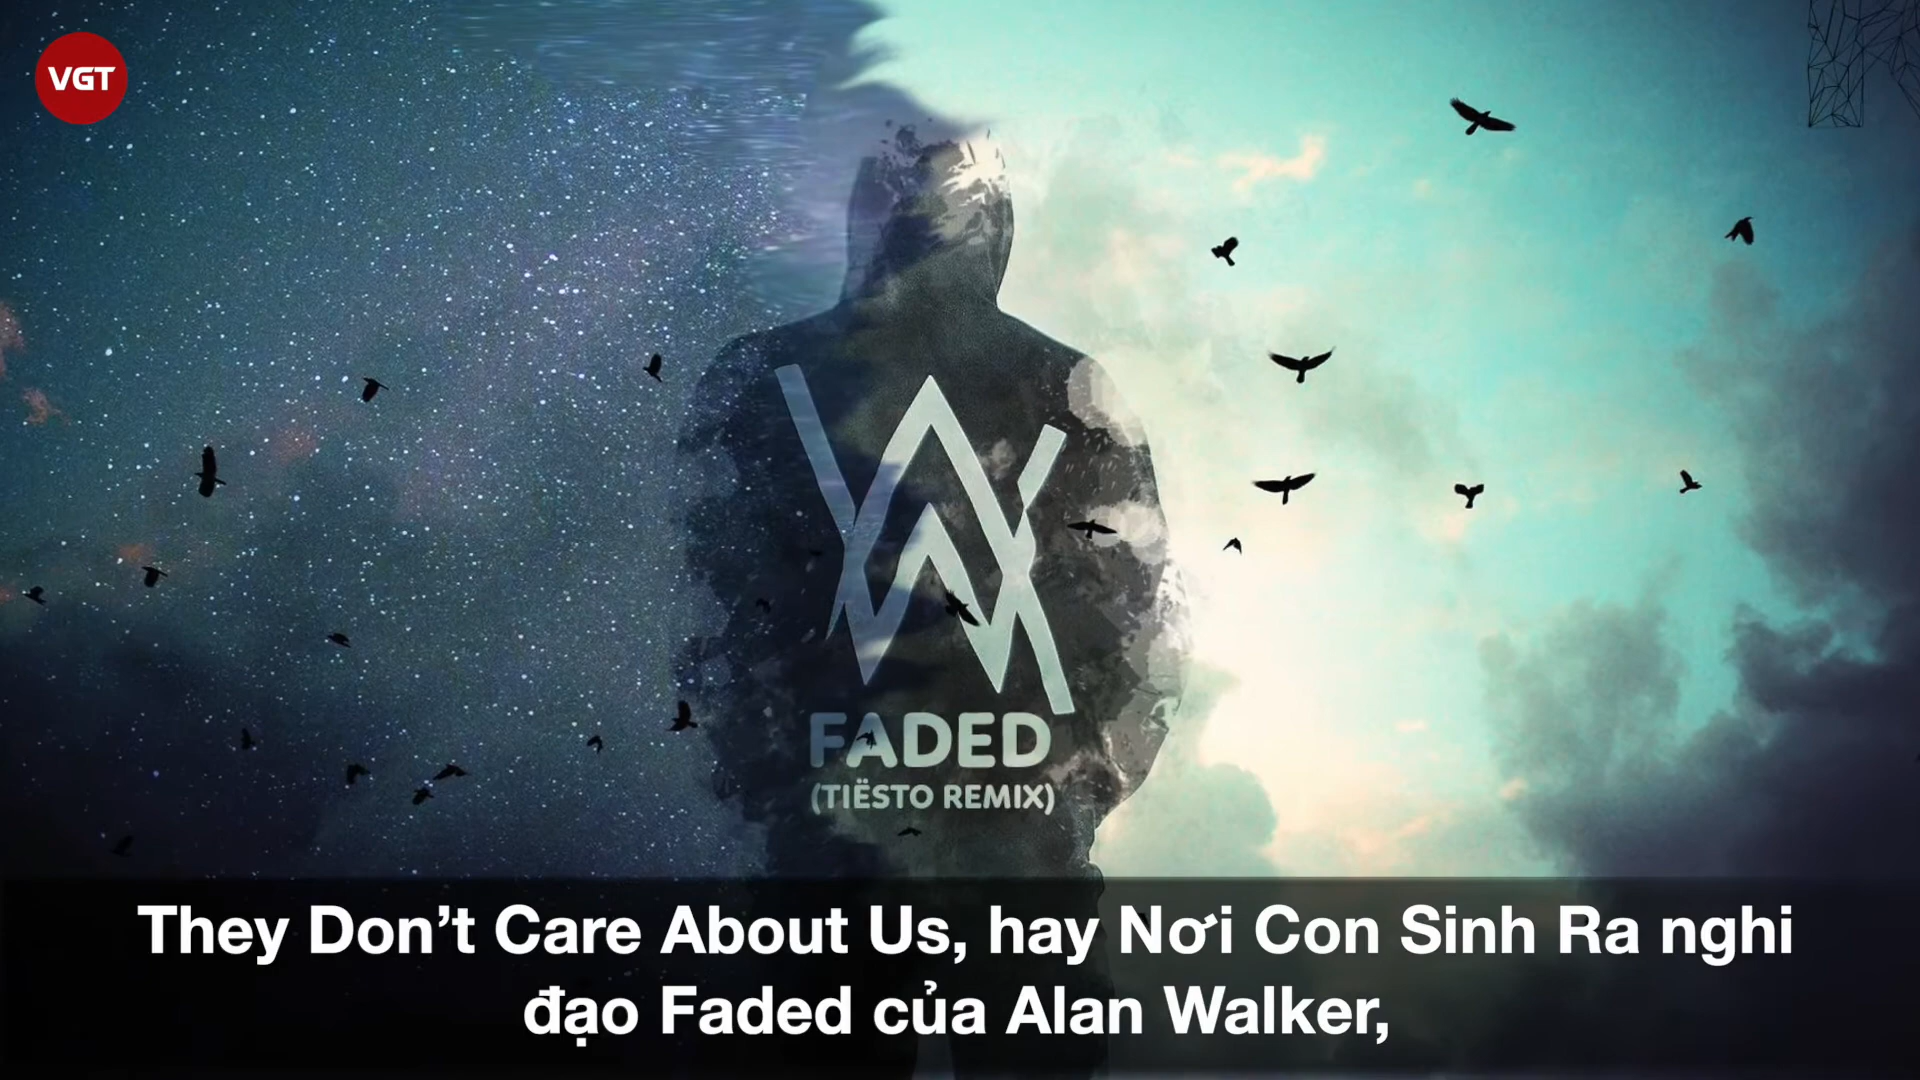 VGT
FADED
(TIËSTO REMIX)
They Don’t Care About Us, hay Nơi Con Sinh Ra nghi
đạo Faded của Alan Walker,